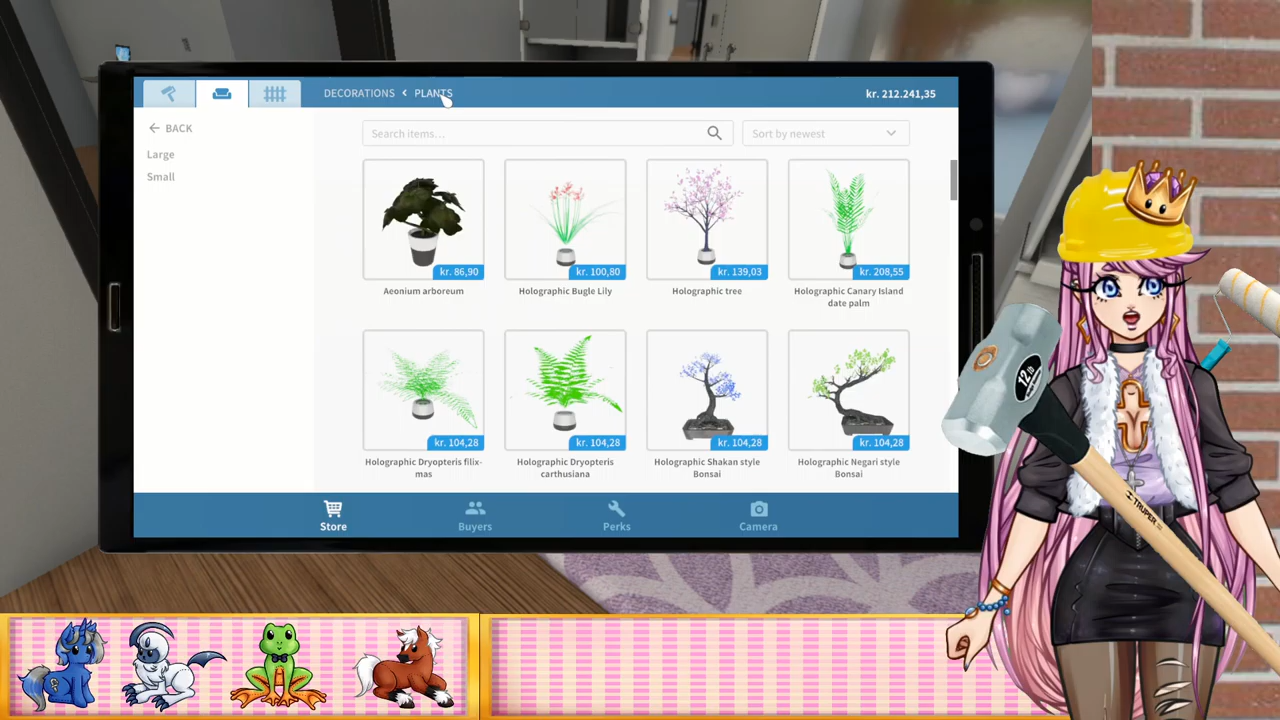 DECORATIONS < PLANTS
kr. 212.241,35
BACK
Large
Small
Search items...
Sort by newest
kr. 86,90
kr. 100,80
kr. 139,03
kr. 208,55
Aeonium arboreum
Holographic Bugle Lily
Holographic tree
Holographic Canary Island
date palm
kr. 104,28
kr. 104,28
kr. 104,28
kr. 104,28
Holographic Dryopteris filix-
mas
Holographic Dryopteris
carthusiana
Holographic Shakan style
Bonsai
Holographic Negari style
Bonsai
Store
Buyers
Perks
Camera
12 lb
TRUPER